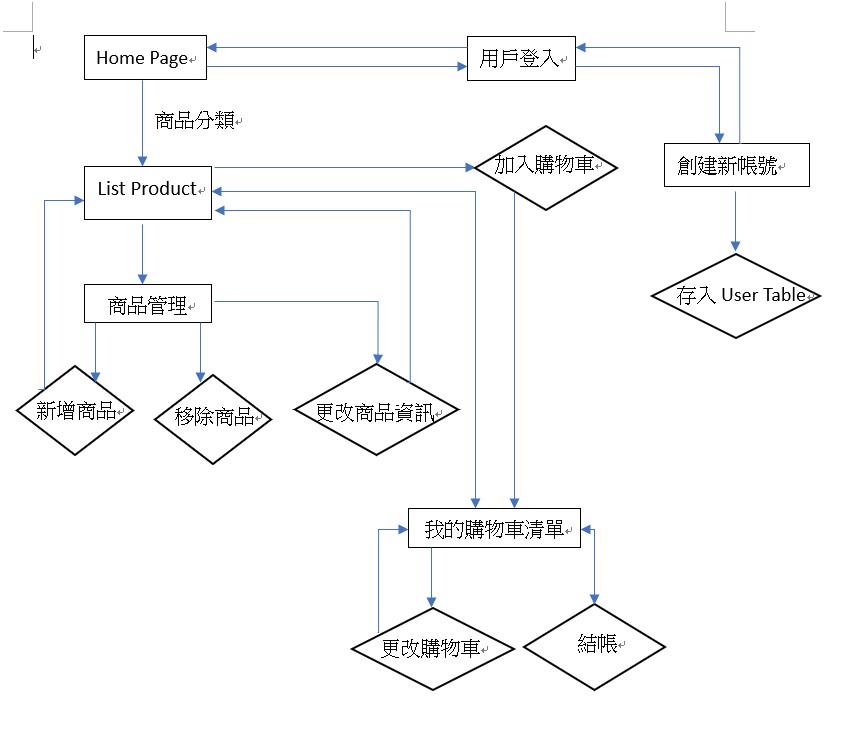 Home Page
用戶登入
商品分類
加入購物車
創建新帳號
List Product
商品管理
存入 User Table
新增商品
移除商品
更改商品資訊
我的購物車清單
更改購物車
結帳